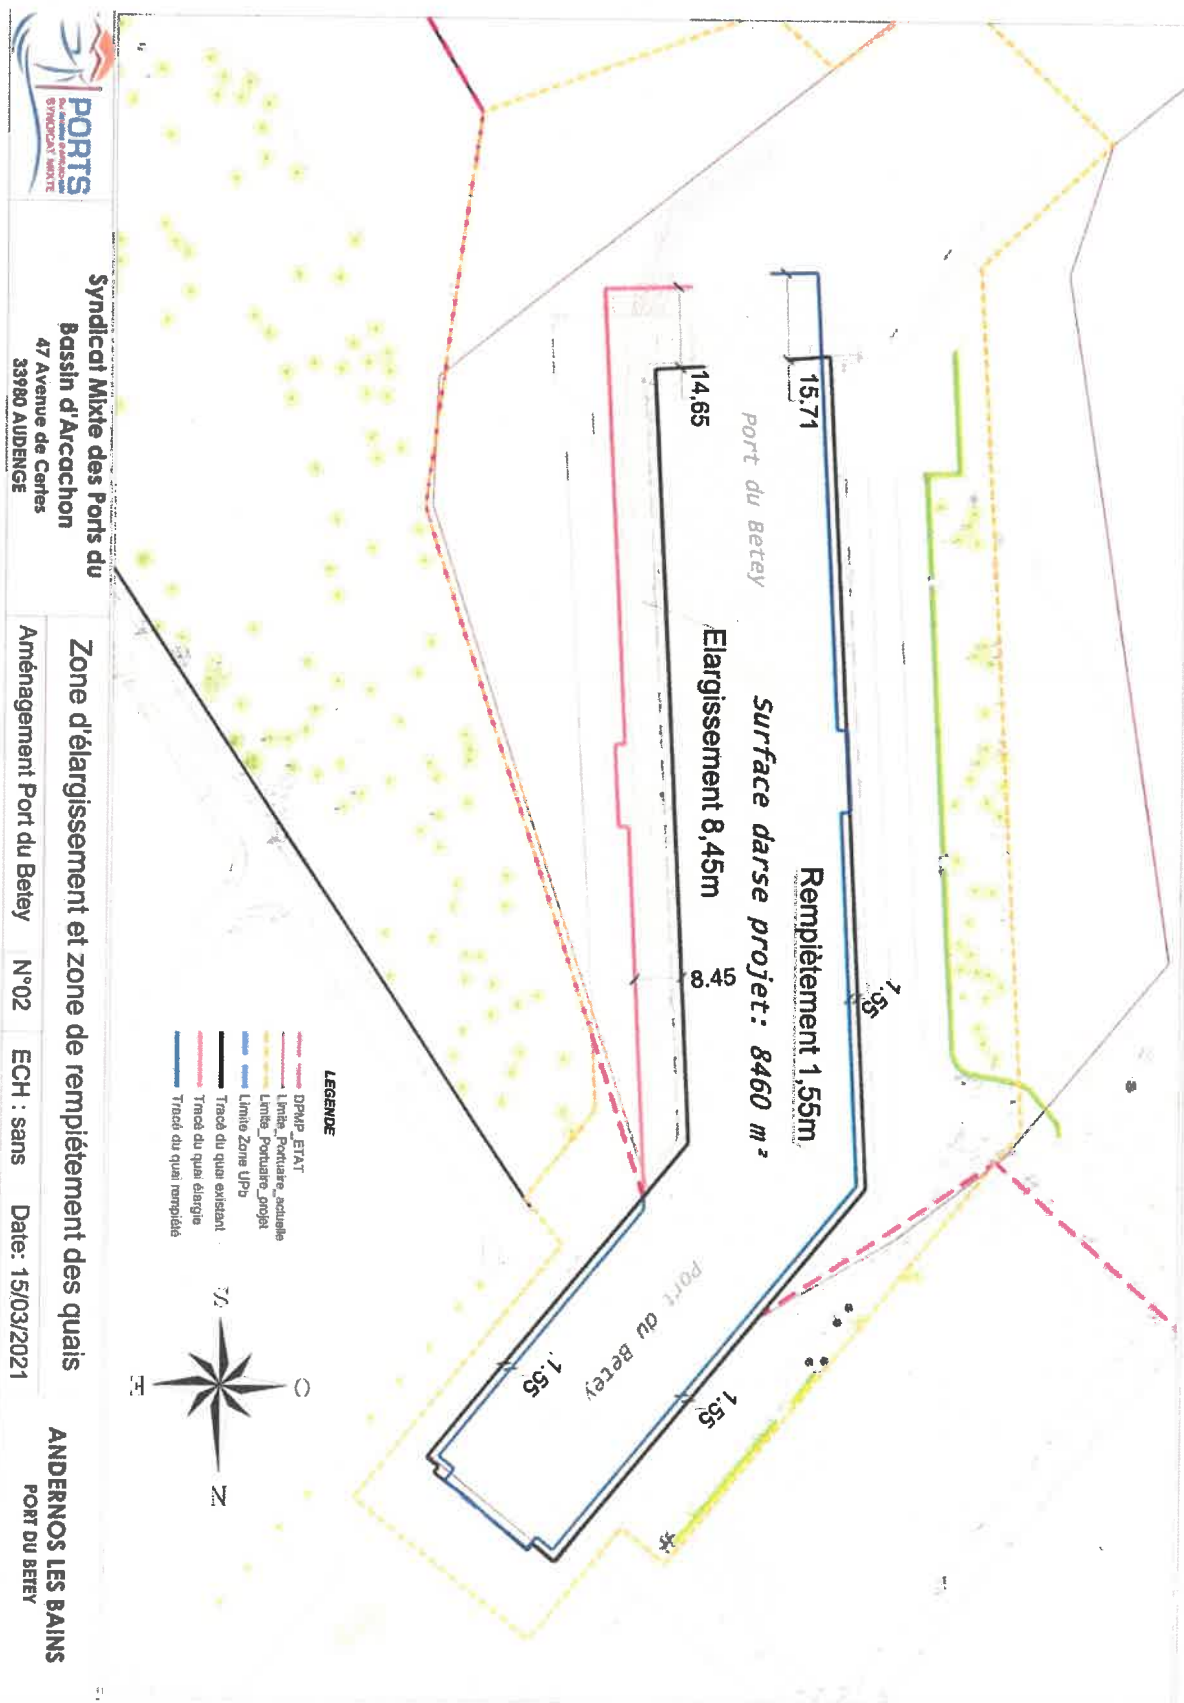 Port du Betey
15.71
14,65
Elargissement 8,45m
Surface darse projet: 8460 m²
Rempiètement 1,55m
8.45
1.55
Port du Betey
1.55
1.55
LEGENDE
DPMP_ETAT
Limite_Portuaire_actuelle
Limite_Portuaire_projet
Limite Zone UPb
Tracé du quai existant
Tracé du quai élargie
Tracé du quai rempiété
S
O
N
E
PORTS
SYNDICAT MIXTE
Syndicat Mixte des Ports du
Bassin d'Arcachon
47 Avenue de Certes
33980 AUDENGE
Zone d'élargissement et zone de rempiétement des quais
Aménagement Port du Betey N°02 ECH : sans Date: 15/03/2021
ANDERNOS LES BAINS
PORT DU BETEY